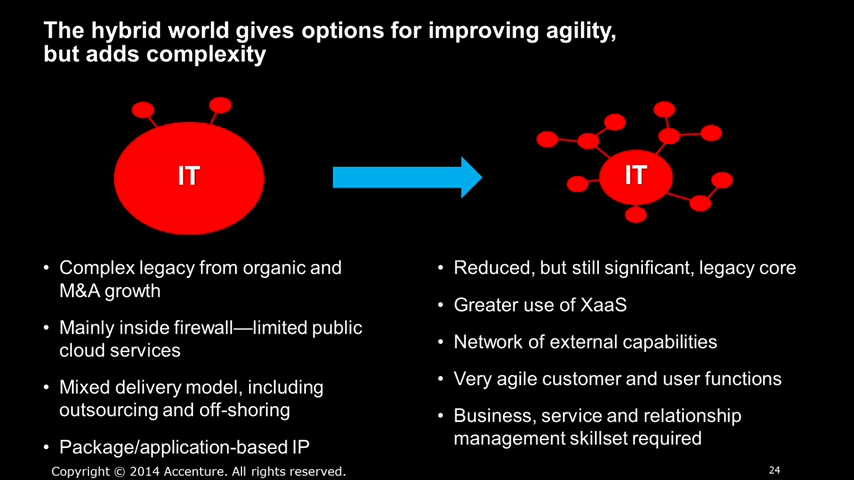 The hybrid world gives options for improving agility,
but adds complexity
IT
IT
• Complex legacy from organic and
M&A growth
• Mainly inside firewall—limited public
cloud services
• Mixed delivery model, including
outsourcing and off-shoring
• Package/application-based IP
• Reduced, but still significant, legacy core
• Greater use of XaaS
• Network of external capabilities
• Very agile customer and user functions
• Business, service and relationship
management skillset required
Copyright © 2014 Accenture. All rights reserved.
24